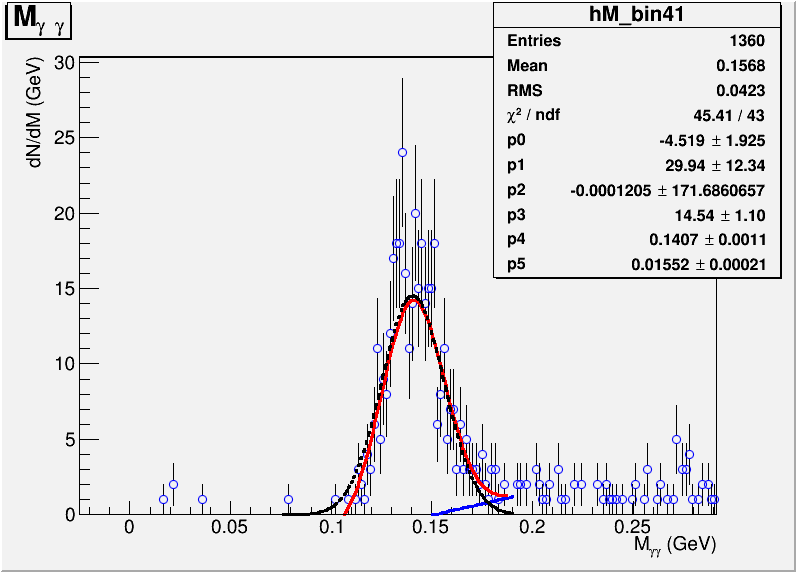 M γ γ
hM_bin41
Entries 1360
Mean 0.1568
RMS 0.0423
χ² / ndf 45.41 / 43
p0 -4.519 ± 1.925
p1 29.94 ± 12.34
p2 -0.0001205 ± 171.6860657
p3 14.54 ± 1.10
p4 0.1407 ± 0.0011
p5 0.01552 ± 0.00021
dN/dM (GeV)
30
25
20
15
10
5
0
0 0.05 0.1 0.15 0.2 0.25
Mγγ (GeV)